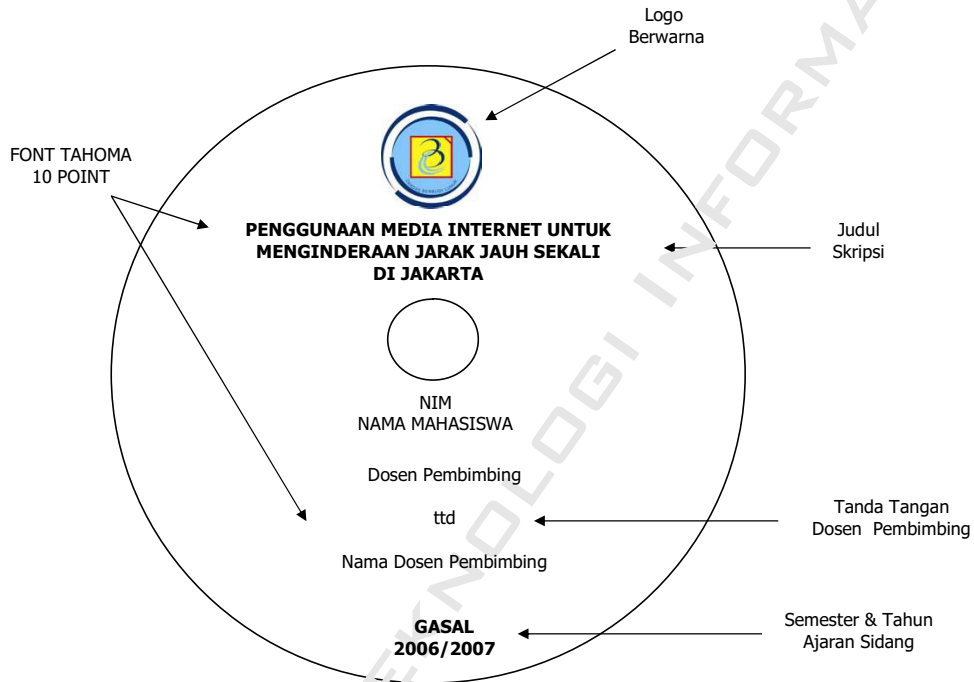 Logo
Berwarna
FONT TAHOMA
10 POINT
PENGGUNAAN MEDIA INTERNET UNTUK
MENGINDERAAN JARAK JAUH SEKALI
DI JAKARTA
Judul
Skripsi
NIM
NAMA MAHASISWA
Dosen Pembimbing
ttd
Tanda Tangan
Dosen Pembimbing
Nama Dosen Pembimbing
GASAL
2006/2007
Semester & Tahun
Ajaran Sidang